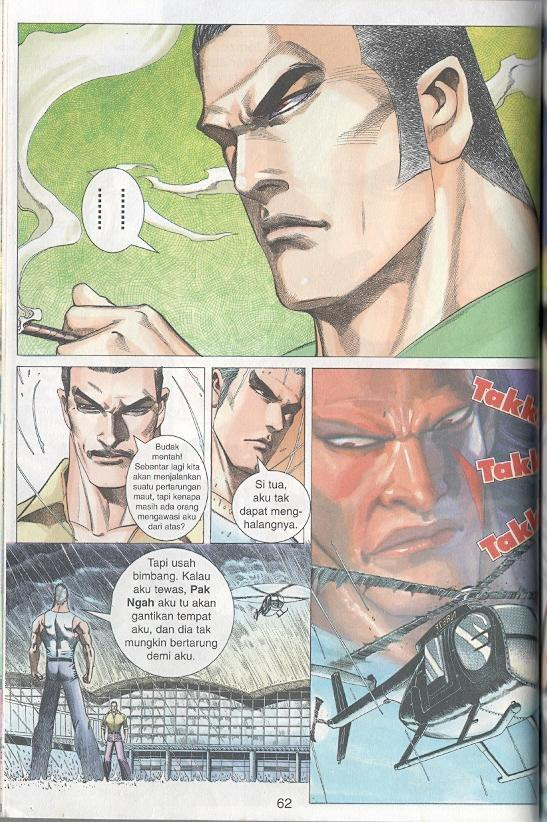 Takk
Takk
Takk
Budak
mentah!
Sebentar lagi kita
akan menjalankan
suatu pertarungan
maut, tapi kenapa
masih ada orang
mengawasi aku
dari atas?
Si tua,
aku tak
dapat meng-
halangnya.
Tapi usah
bimbang. Kalau
aku tewas, Pak
Ngah aku tu akan
gantikan tempat
aku, dan dia tak
mungkin bertarung
demi aku.
62